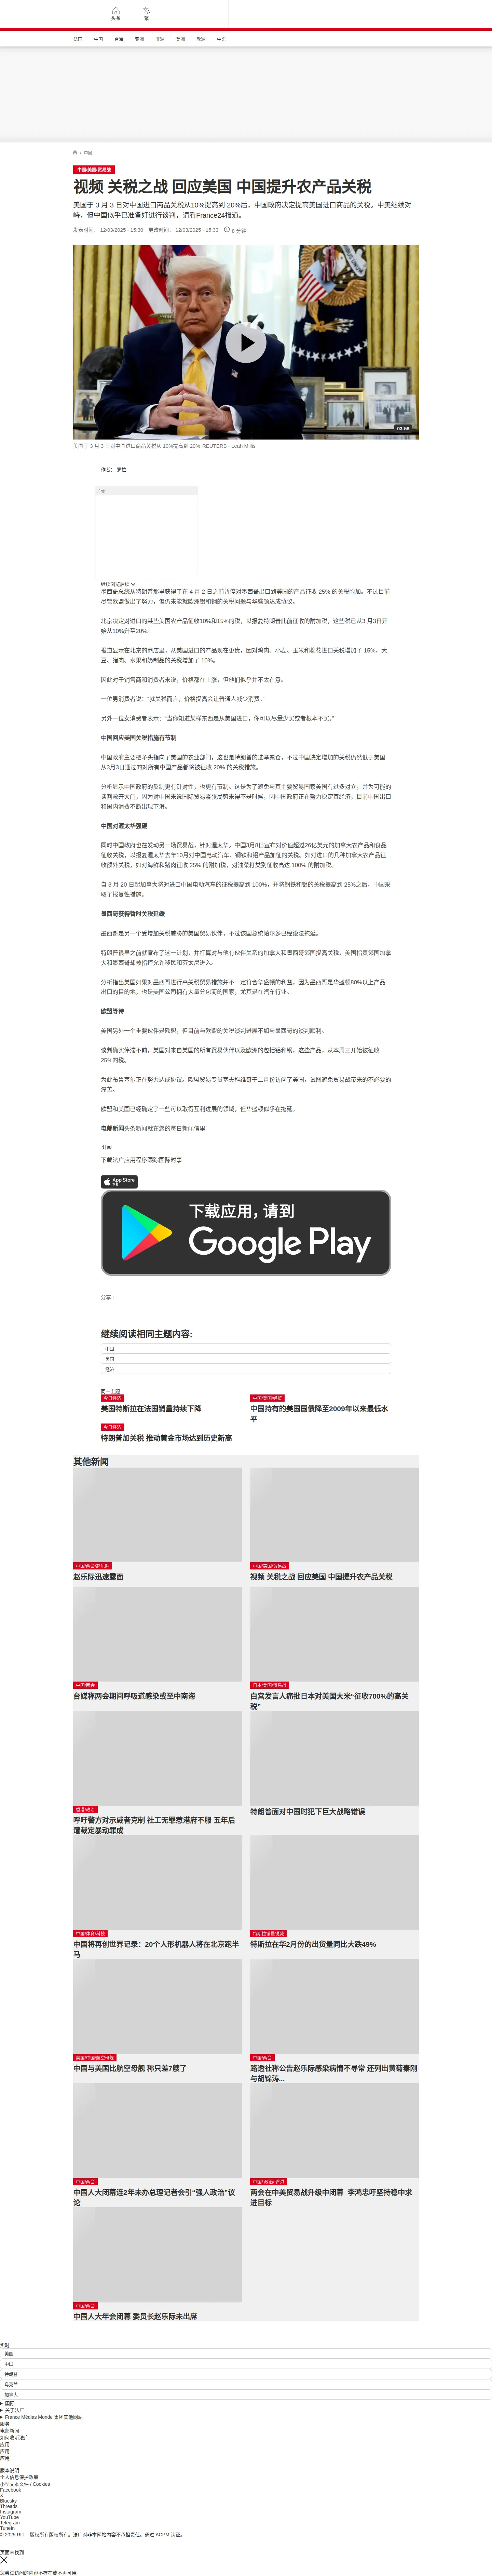 头条
繁
法国
中国
台海
亚洲
非洲
美洲
欧洲
中东
/ 中国
中国/美国/贸易战
视频 关税之战 回应美国 中国提升农产品关税
美国于 3 月 3 日对中国进口商品关税从10%提高到 20%后，中国政府决定提高美国进口商品的关税。中美继续对峙，但中国似乎已准备好进行谈判，请看France24报道。
发表时间： 12/03/2025 - 15:30 更改时间： 12/03/2025 - 15:33 6 分钟
03:58
美国于 3 月 3 日对中国进口商品关税从 10%提高到 20% REUTERS - Leah Millis
作者： 罗拉
广告
继续浏览后续
墨西哥总统从特朗普那里获得了在 4 月 2 日之前暂停对墨西哥出口到美国的产品征收 25% 的关税附加。不过目前尽管欧盟做出了努力，但仍未能就欧洲铝和钢的关税问题与华盛顿达成协议。
北京决定对进口的某些美国农产品征收10%和15%的税，以报复特朗普此前征收的附加税，这些税已从3 月3日开始从10%升至20%。
报道显示在北京的商店里，从美国进口的产品现在更贵，因对鸡肉、小麦、玉米和棉花进口关税增加了 15%，大豆、猪肉、水果和奶制品的关税增加了 10%。
因此对于销售商和消费者来说，价格都在上涨，但他们似乎并不太在意。
一位男消费者说：“就关税而言，价格提高会让普通人减少消费。”
另外一位女消费者表示：“当你知道某样东西是从美国进口，你可以尽量少买或者根本不买。”
中国回应美国关税措施有节制
中国政府主要把矛头指向了美国的农业部门，这也是特朗普的选举票仓，不过中国决定增加的关税仍然低于美国从3月3日通过的对所有中国产品都将被征收 20% 的关税措施。
分析显示中国政府的反制更有针对性，也更有节制。这是为了避免与其主要贸易国家美国有过多对立，并为可能的谈判敞开大门，因为对中国来说国际贸易紧张局势来得不是时候，因中国政府正在努力稳定其经济，目前中国出口和国内消费不断出现下滑。
中国对渥太华强硬
同时中国政府也在发动另一场贸易战，针对渥太华。中国3月8日宣布对价值超过26亿美元的加拿大农产品和食品征收关税，以报复渥太华去年10月对中国电动汽车、钢铁和铝产品加征的关税。如对进口的几种加拿大农产品征收额外关税，如对海鲜和猪肉征收 25% 的附加税，对油菜籽类别征收高达 100% 的附加税。
自 3 月 20 日起加拿大将对进口中国电动汽车的征税提高到 100%，并将钢铁和铝的关税提高到 25%之后，中国采取了报复性措施。
墨西哥获得暂时关税延缓
墨西哥是另一个受增加关税威胁的美国贸易伙伴，不过该国总统帕尔多已经设法拖延。
特朗普很早之前就宣布了这一计划，并打算对与他有伙伴关系的加拿大和墨西哥邻国提高关税，美国指责邻国加拿大和墨西哥却被指控允许移民和芬太尼进入。
分析指出美国如果对墨西哥进行高关税贸易措施并不一定符合华盛顿的利益，因为墨西哥是华盛顿80%以上产品出口的目的地，也是美国公司拥有大量分包商的国家，尤其是在汽车行业。
欧盟等待
美国另外一个重要伙伴是欧盟，但目前与欧盟的关税谈判进展不如与墨西哥的谈判顺利。
谈判确实停滞不前，美国对来自美国的所有贸易伙伴以及欧洲的包括铝和钢，这些产品，从本周三开始被征收25%的税。
为此布鲁塞尔正在努力达成协议。欧盟贸易专员塞夫科维奇于二月份访问了美国，试图避免贸易战带来的不必要的痛苦。
欧盟和美国已经确定了一些可以取得互利进展的领域，但华盛顿似乎在拖延。
电邮新闻头条新闻就在您的每日新闻信里
订阅
下载法广应用程序跟踪国际时事
App Store
下载
下载应用，请到
Google Play
分享 :
继续阅读相同主题内容:
中国
美国
经济
同一主题
今日经济
美国特斯拉在法国销量持续下降
中国/美国/经贸
中国持有的美国国债降至2009年以来最低水平
今日经济
特朗普加关税 推动黄金市场达到历史新高
其他新闻
中国/两会/赵乐际
赵乐际迅速露面
中国/美国/贸易战
视频 关税之战 回应美国 中国提升农产品关税
中国/两会
台媒称两会期间呼吸道感染或至中南海
日本/美国/贸易战
白宫发言人痛批日本对美国大米“征收700%的高关税”
香港/政治
呼吁警方对示威者克制 社工无罪惹港府不服 五年后遭裁定暴动罪成
特朗普面对中国时犯下巨大战略错误
中国/体育/科技
中国将再创世界记录：20个人形机器人将在北京跑半马
特斯拉销量锐减
特斯拉在华2月份的出货量同比大跌49%
美国/中国/航空母舰
中国与美国比航空母舰 称只差7艘了
中国/两会
路透社称公告赵乐际感染病情不寻常 还列出黄菊秦刚与胡锦涛...
中国/两会
中国人大闭幕连2年未办总理记者会引“强人政治”议论
中国/ 政治/ 香港
两会在中美贸易战升级中闭幕 李鸿忠吁坚持稳中求进目标
中国/两会
中国人大年会闭幕 委员长赵乐际未出席
实时
美国
中国
特朗普
乌克兰
加拿大
国际
关于法广
France Médias Monde 集团其他网站
服务
电邮新闻
如何收听法广
应用
应用
应用
版本说明
个人信息保护政策
小型文本文件 / Cookies
Facebook
X
Bluesky
Threads
Instagram
YouTube
Telegram
TuneIn
© 2025 RFI – 版权所有版权所有。法广对非本网站内容不承担责任。通过 ACPM 认证。
页面未找到
您尝试访问的内容不存在或不再可用。